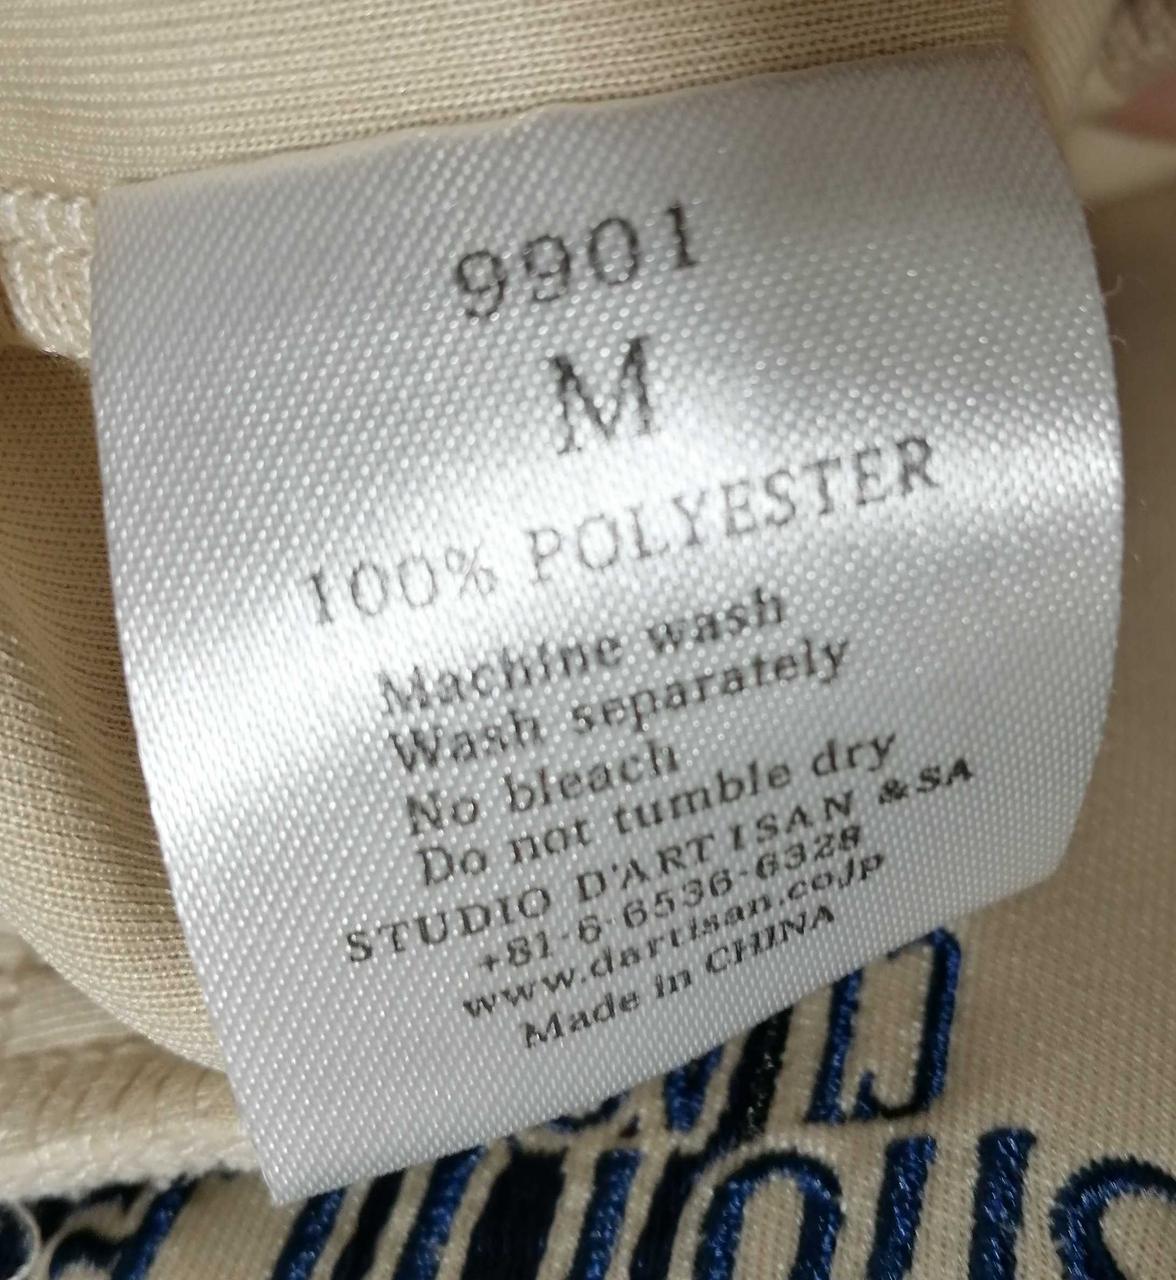 9901
M
100% POLYESTER
Machine wash
Wash separately
No bleach
Do not tumble dry
STUDIO D'ARTISAN &SA
+81-6-6536-6328
www.dartisan.co.jp
Made in CHINA